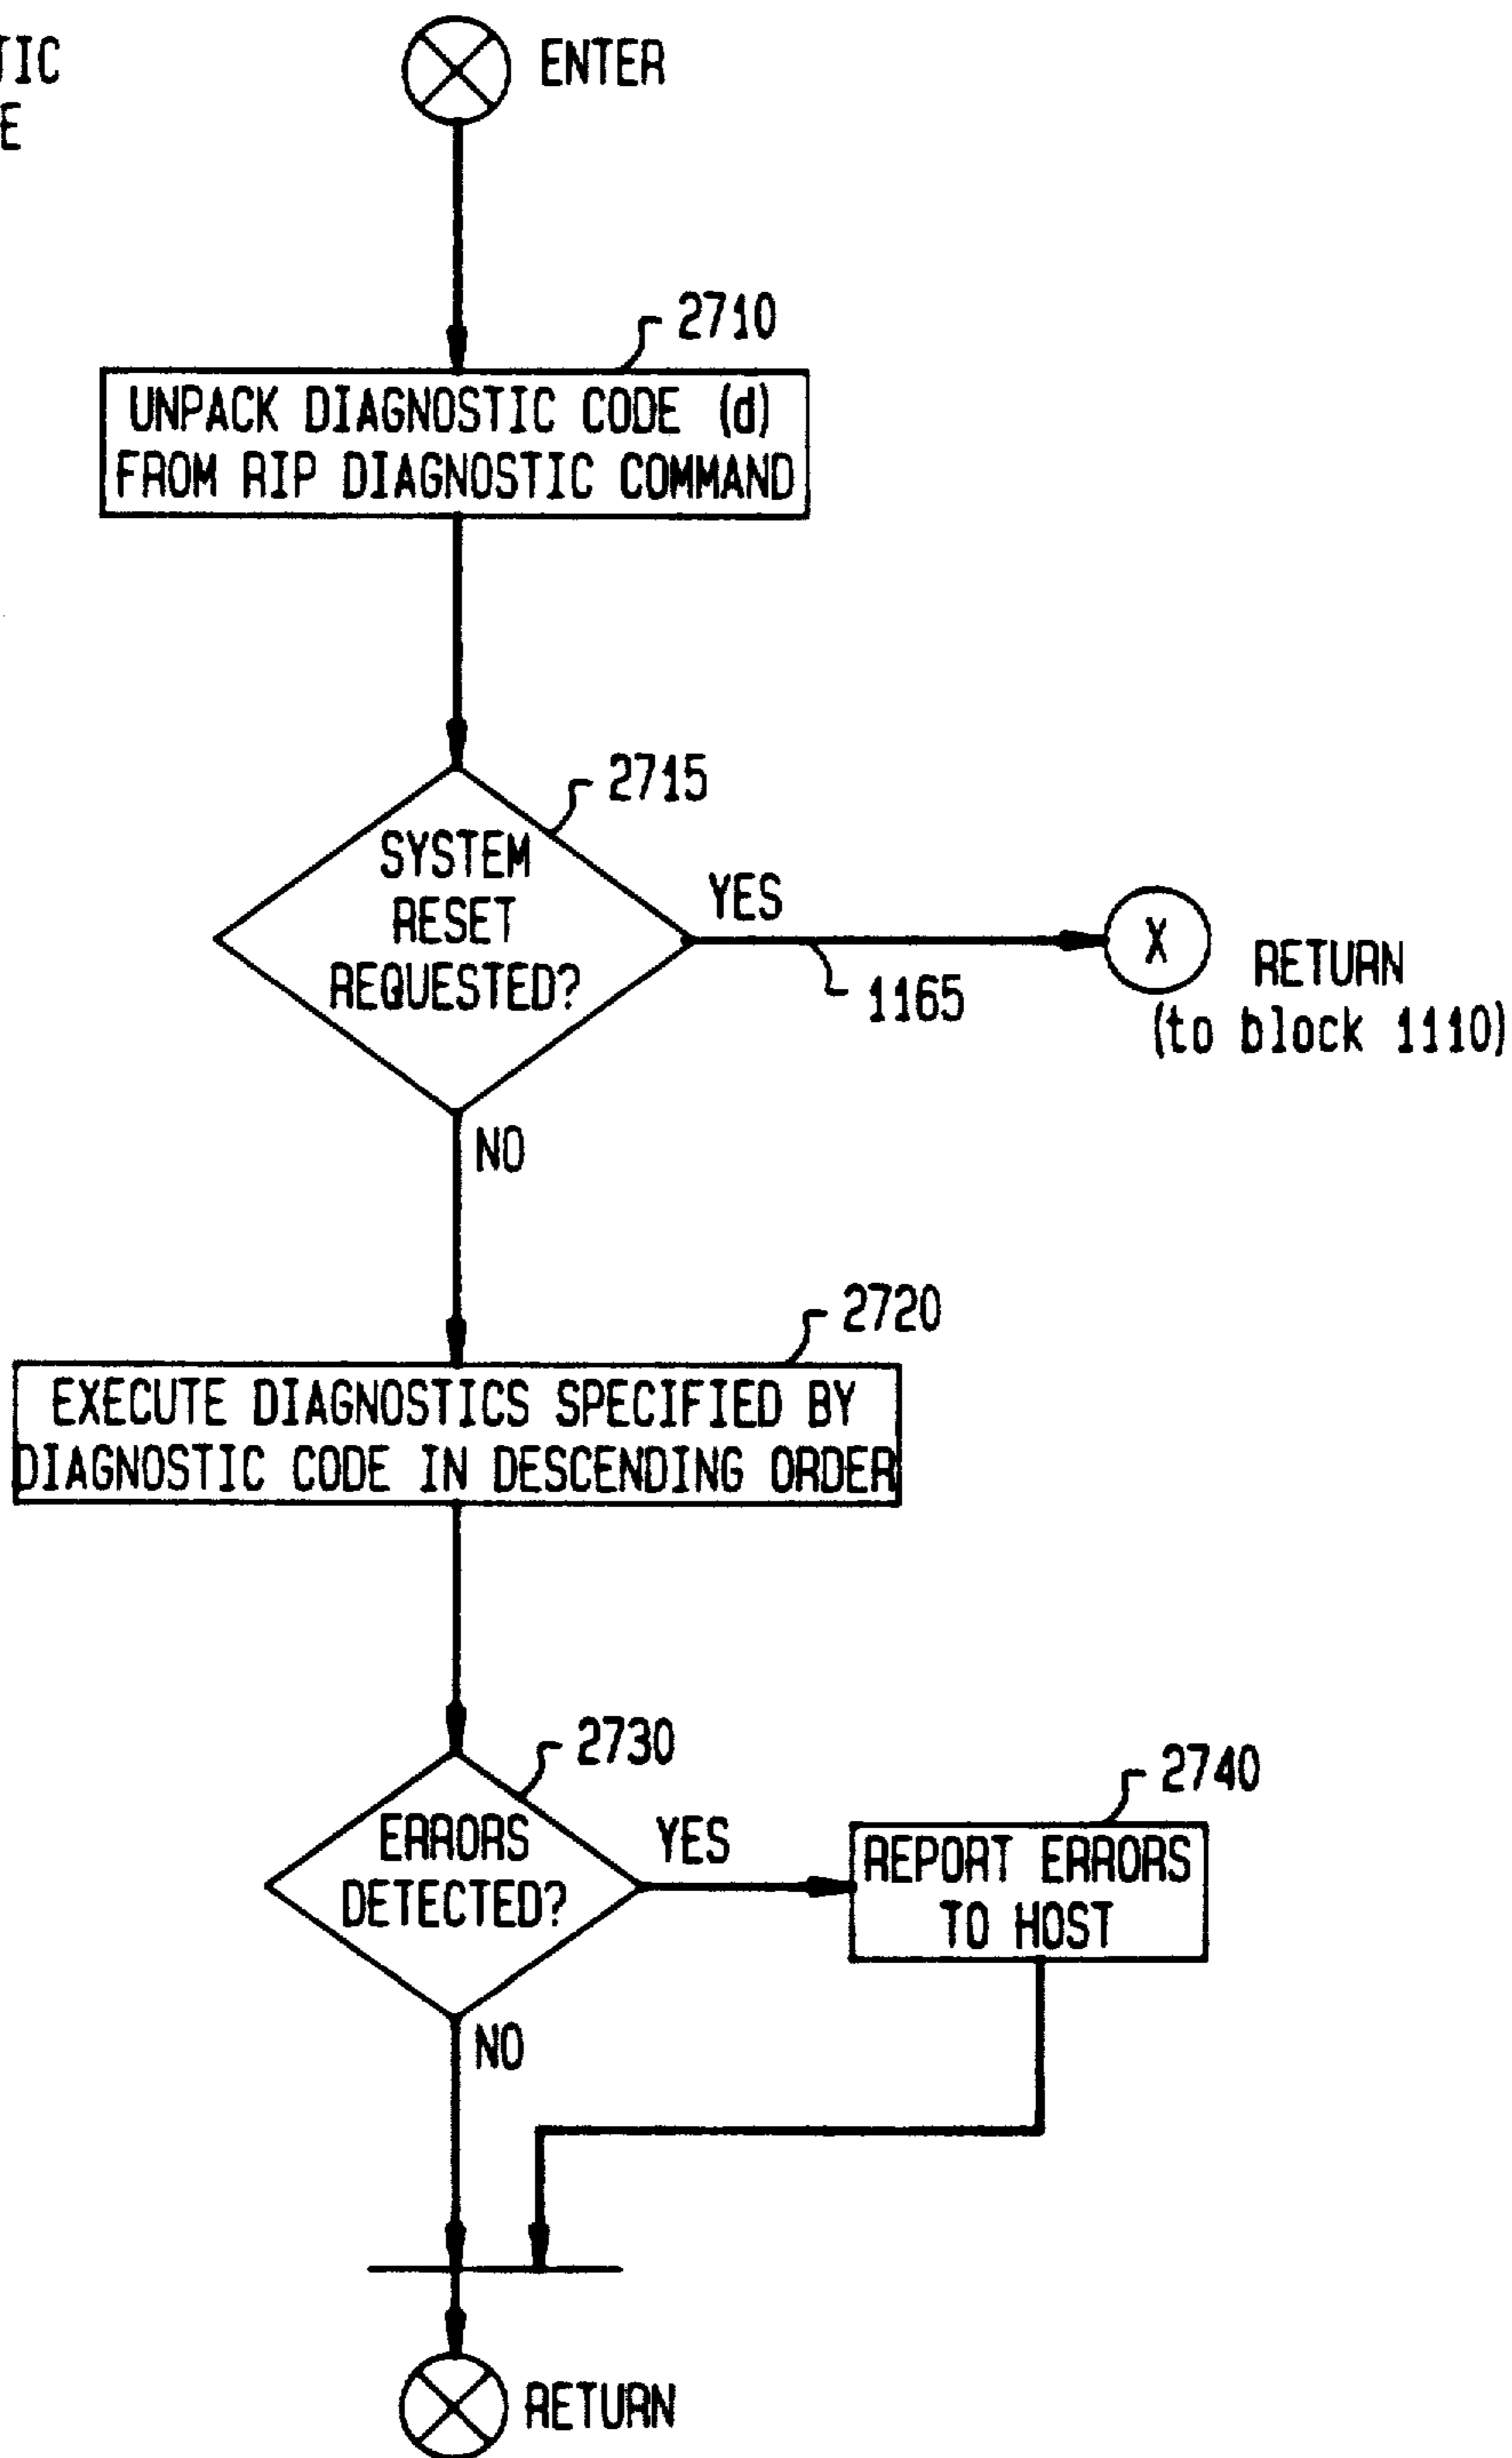 TIC
E
ENTER
2710
UNPACK DIAGNOSTIC CODE (d)
FROM RIP DIAGNOSTIC COMMAND
2715
SYSTEM
RESET
REQUESTED?
YES
1165
X
RETURN
(to block 1110)
NO
2720
EXECUTE DIAGNOSTICS SPECIFIED BY
DIAGNOSTIC CODE IN DESCENDING ORDER
2730
ERRORS
DETECTED?
YES
2740
REPORT ERRORS
TO HOST
NO
RETURN